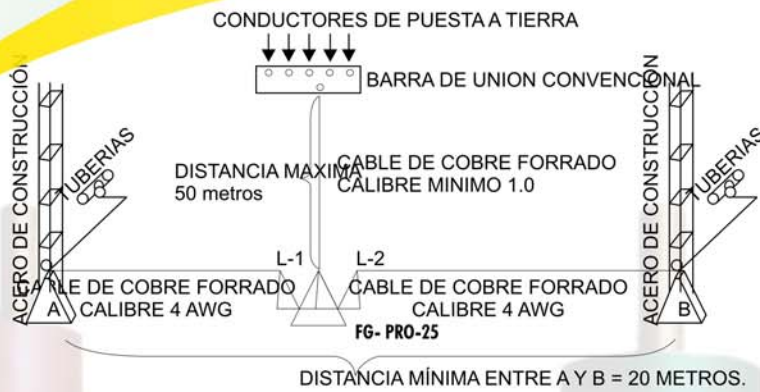 CONDUCTORES DE PUESTA A TIERRA
BARRA DE UNION CONVENCIONAL
ACERO DE CONSTRUCCIÓN
TUBERIAS
DISTANCIA MAXIMA
50 metros
CABLE DE COBRE FORRADO
CALIBRE MINIMO 1.0
ACERO DE CONSTRUCCIÓN
TUBERIAS
L-1
L-2
CABLE DE COBRE FORRADO
CALIBRE 4 AWG
CABLE DE COBRE FORRADO
CALIBRE 4 AWG
A
B
FG- PRO-25
DISTANCIA MÍNIMA ENTRE A Y B = 20 METROS.